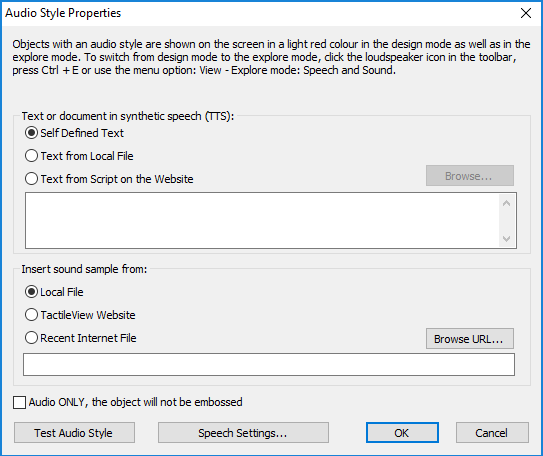 Audio Style Properties
Objects with an audio style are shown on the screen in a light red colour in the design mode as well as in the
explore mode. To switch from design mode to the explore mode, click the loudspeaker icon in the toolbar,
press Ctrl + E or use the menu option: View - Explore mode: Speech and Sound.
Text or document in synthetic speech (TTS):
Self Defined Text
Text from Local File
Text from Script on the Website
Browse...
Insert sound sample from:
Local File
TactileView Website
Recent Internet File
Browse URL...
Audio ONLY, the object will not be embossed
Test Audio Style
Speech Settings...
OK
Cancel